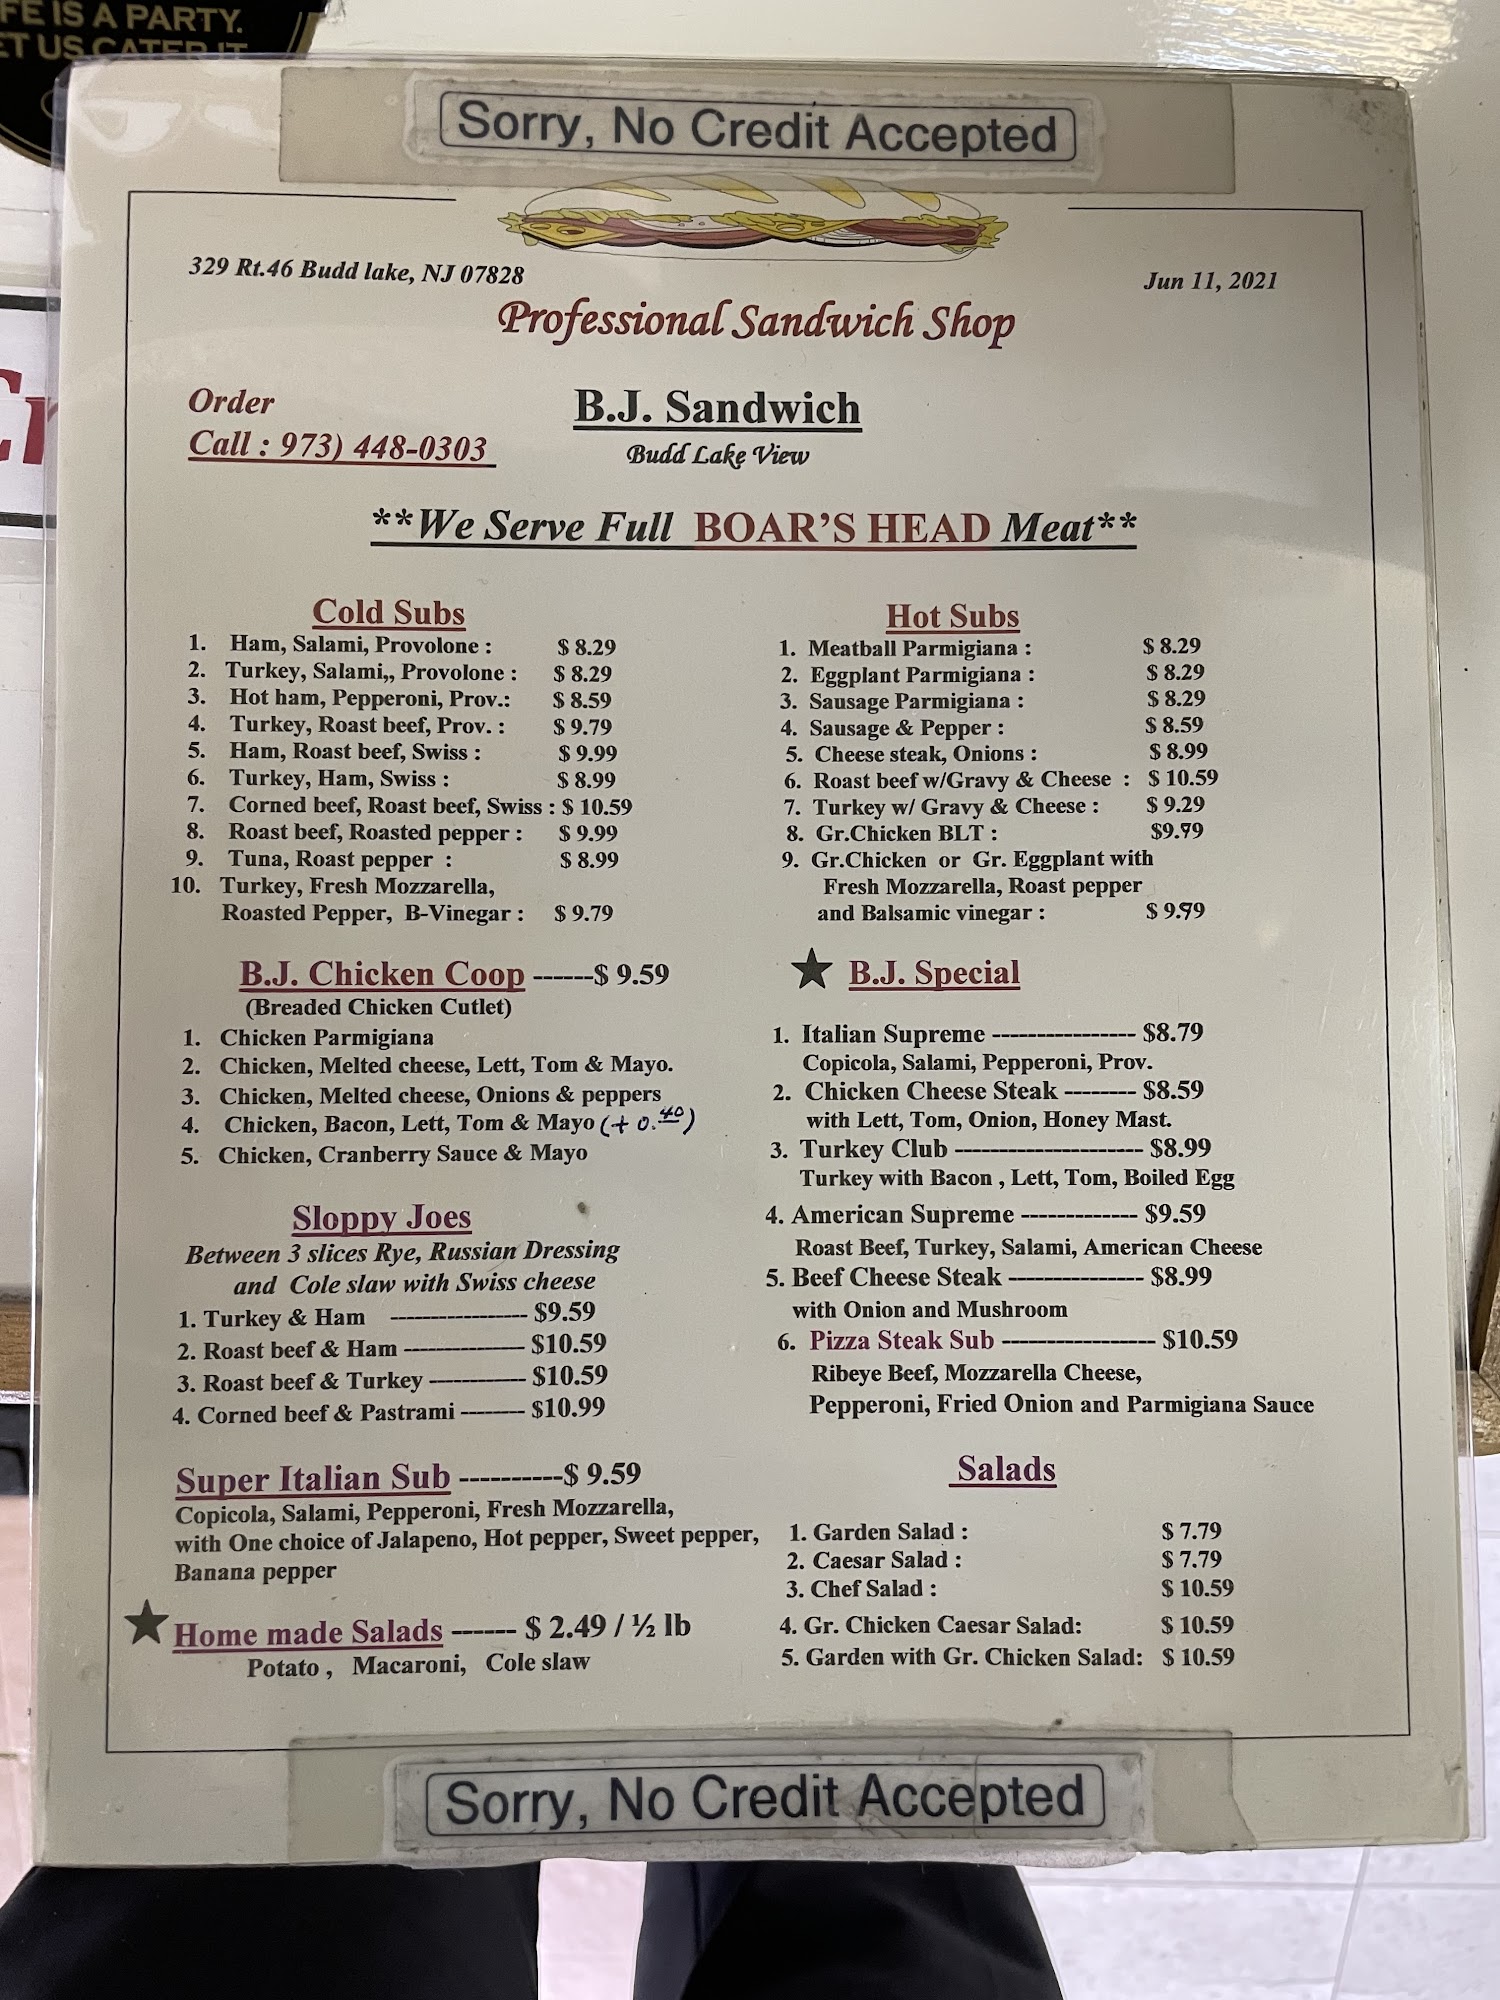 FE IS A PARTY.
ET US CATER IT
Sorry, No Credit Accepted
329 Rt.46 Budd lake, NJ 07828
Jun 11, 2021
Professional Sandwich Shop
Order
Call : 973) 448-0303
B.J. Sandwich
Budd Lake View
**We Serve Full BOAR'S HEAD Meat**
Cold Subs
1. Ham, Salami, Provolone : $ 8.29
2. Turkey, Salami,, Provolone : $ 8.29
3. Hot ham, Pepperoni, Prov.: $ 8.59
4. Turkey, Roast beef, Prov. : $ 9.79
5. Ham, Roast beef, Swiss : $ 9.99
6. Turkey, Ham, Swiss : $ 8.99
7. Corned beef, Roast beef, Swiss : $ 10.59
8. Roast beef, Roasted pepper : $ 9.99
9. Tuna, Roast pepper : $ 8.99
10. Turkey, Fresh Mozzarella,
Roasted Pepper, B-Vinegar : $ 9.79
B.J. Chicken Coop ------$ 9.59
(Breaded Chicken Cutlet)
1. Chicken Parmigiana
2. Chicken, Melted cheese, Lett, Tom & Mayo.
3. Chicken, Melted cheese, Onions & peppers
4. Chicken, Bacon, Lett, Tom & Mayo (+ 0.40)
5. Chicken, Cranberry Sauce & Mayo
Sloppy Joes
Between 3 slices Rye, Russian Dressing
and Cole slaw with Swiss cheese
1. Turkey & Ham ----------------- $9.59
2. Roast beef & Ham --------------- $10.59
3. Roast beef & Turkey ------------ $10.59
4. Corned beef & Pastrami -------- $10.99
Super Italian Sub ----------$ 9.59
Copicola, Salami, Pepperoni, Fresh Mozzarella,
with One choice of Jalapeno, Hot pepper, Sweet pepper,
Banana pepper
Home made Salads ------ $ 2.49 / ½ lb
Potato , Macaroni, Cole slaw
Hot Subs
1. Meatball Parmigiana : $ 8.29
2. Eggplant Parmigiana : $ 8.29
3. Sausage Parmigiana : $ 8.29
4. Sausage & Pepper : $ 8.59
5. Cheese steak, Onions : $ 8.99
6. Roast beef w/Gravy & Cheese : $ 10.59
7. Turkey w/ Gravy & Cheese : $ 9.29
8. Gr.Chicken BLT : $9.79
9. Gr.Chicken or Gr. Eggplant with
Fresh Mozzarella, Roast pepper
and Balsamic vinegar : $ 9.79
B.J. Special
1. Italian Supreme ---------------- $8.79
Copicola, Salami, Pepperoni, Prov.
2. Chicken Cheese Steak -------- $8.59
with Lett, Tom, Onion, Honey Mast.
3. Turkey Club --------------------- $8.99
Turkey with Bacon , Lett, Tom, Boiled Egg
4. American Supreme ------------- $9.59
Roast Beef, Turkey, Salami, American Cheese
5. Beef Cheese Steak --------------- $8.99
with Onion and Mushroom
6. Pizza Steak Sub ----------------- $10.59
Ribeye Beef, Mozzarella Cheese,
Pepperoni, Fried Onion and Parmigiana Sauce
Salads
1. Garden Salad : $ 7.79
2. Caesar Salad : $ 7.79
3. Chef Salad : $ 10.59
4. Gr. Chicken Caesar Salad: $ 10.59
5. Garden with Gr. Chicken Salad: $ 10.59
Sorry, No Credit Accepted